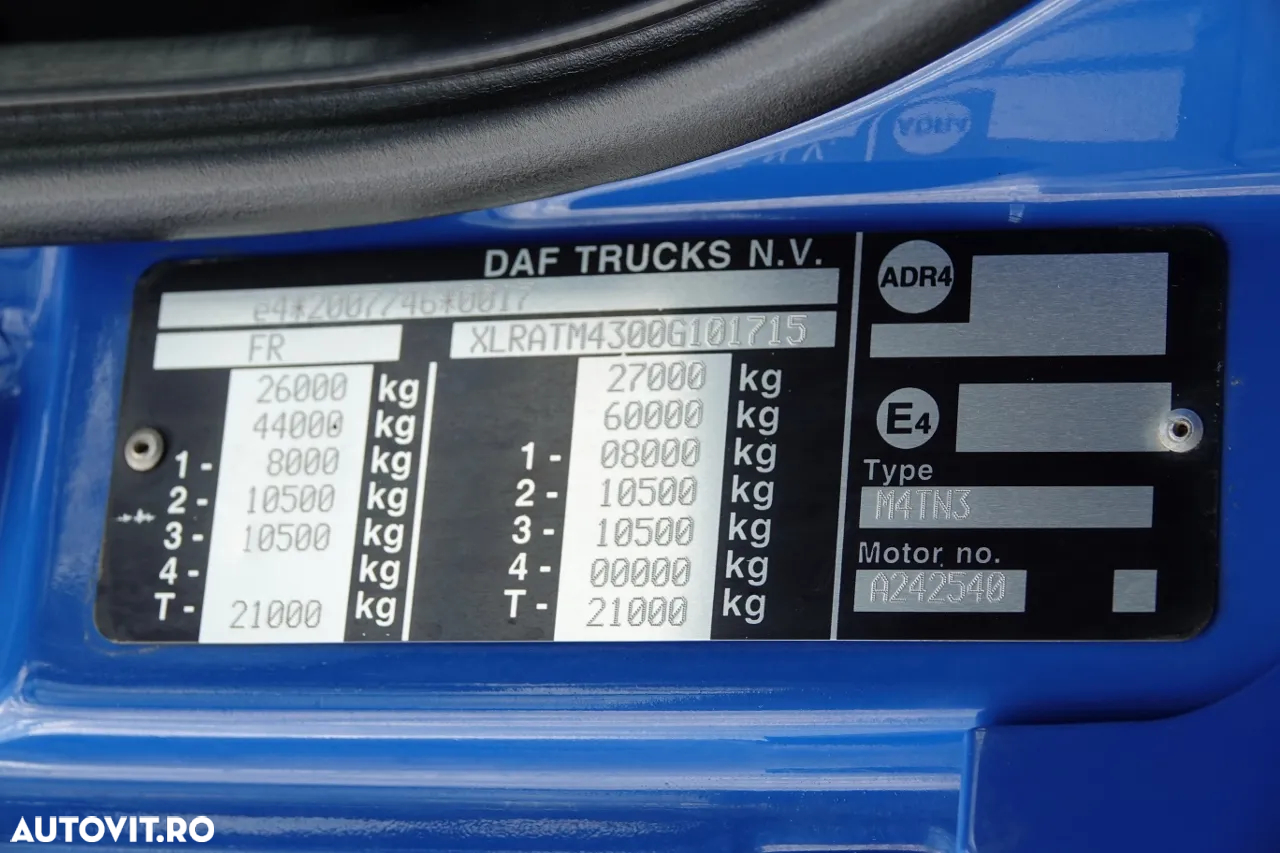 DAF TRUCKS N.V.
e4*2007/46*0017
FR XLRATM4300G101715
26000 kg 27000 kg
44000 kg 60000 kg
1- 8000 kg 1- 08000 kg
2- 10500 kg 2- 10500 kg
3- 10500 kg 3- 10500 kg
4- kg 4- 00000 kg
T- 21000 kg T- 21000 kg
ADR4
E4
Type
M4TN3
Motor no.
A242540
AUTOVIT.RO